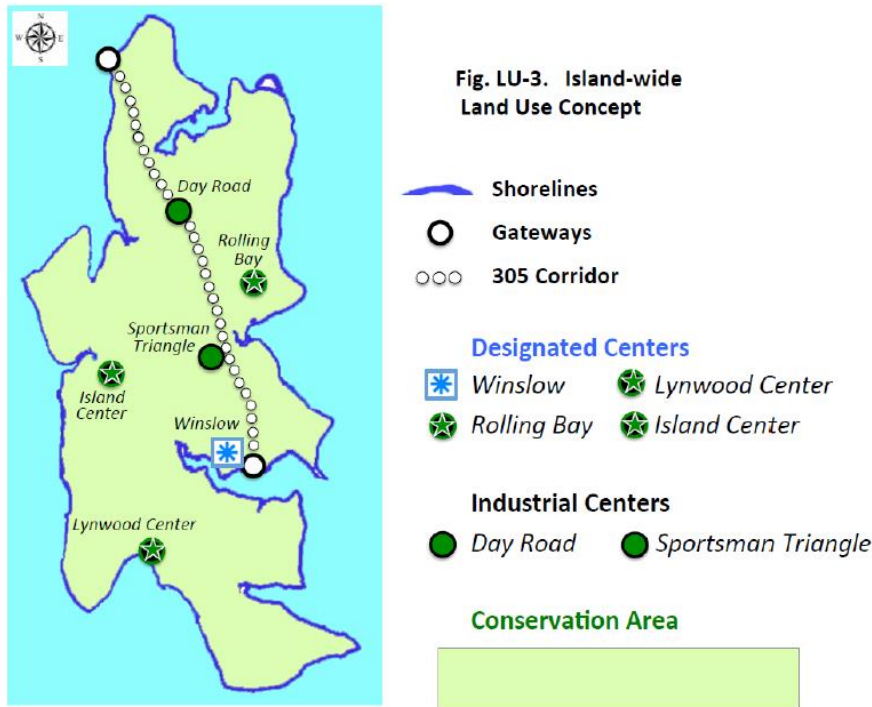 N
W E
S
Fig. LU-3. Island-wide
Land Use Concept
Day Road
Rolling
Bay
Sportsman
Triangle
Island
Center
Winslow
Lynwood Center
Shorelines
Gateways
305 Corridor
Designated Centers
Winslow
Lynwood Center
Rolling Bay
Island Center
Industrial Centers
Day Road
Sportsman Triangle
Conservation Area